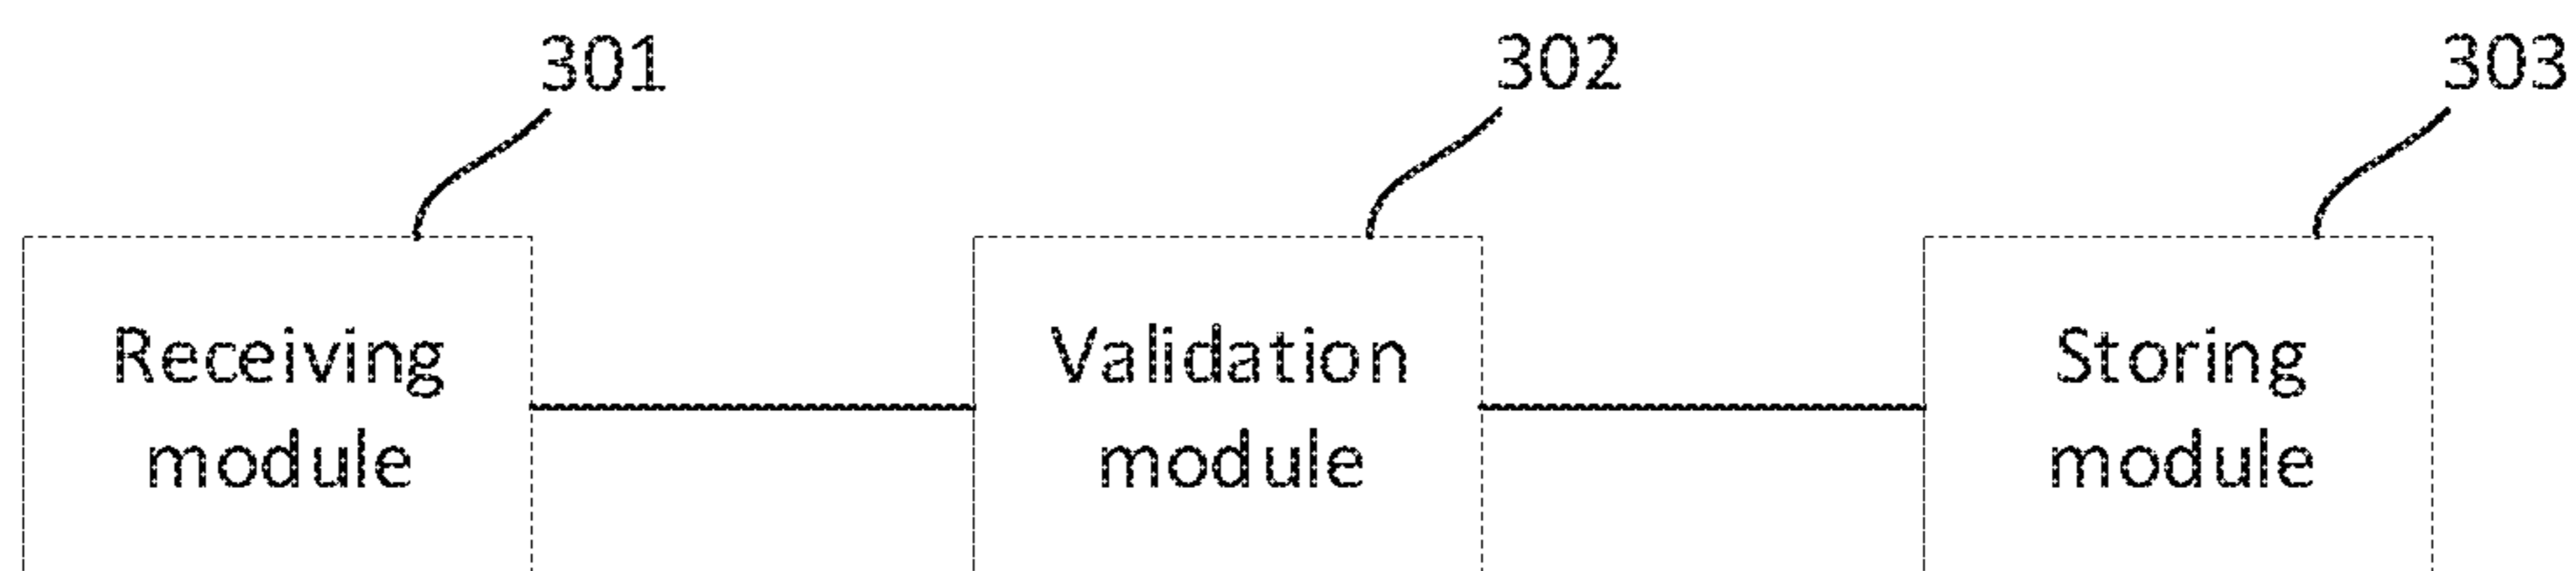 301
302
303
Receiving
module
Validation
module
Storing
module